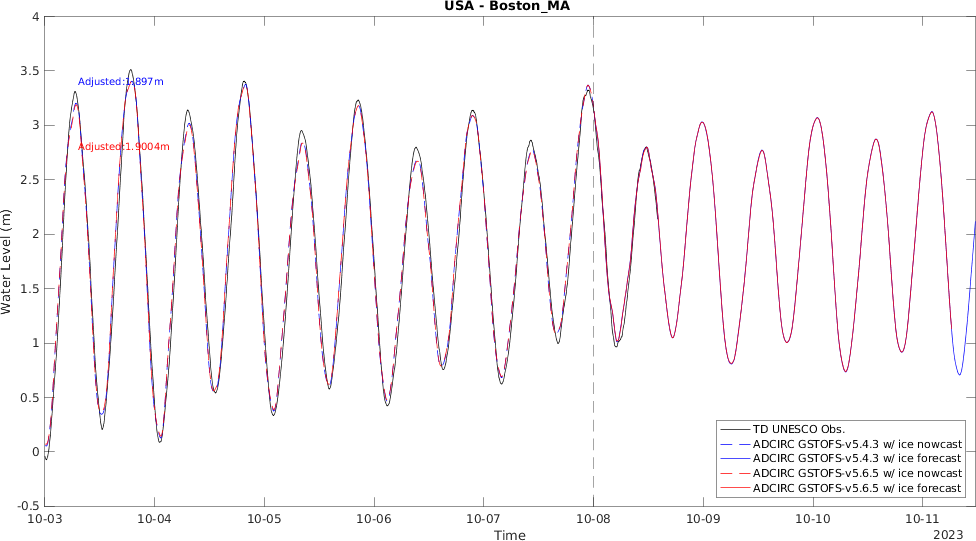 USA - Boston_MA
4
3.5
3
2.5
2
1.5
1
0.5
0
-0.5
Water Level (m)
Adjusted:1.897m
Adjusted:1.9004m
TD UNESCO Obs.
ADCIRC GSTOFS-v5.4.3 w/ ice nowcast
ADCIRC GSTOFS-v5.4.3 w/ ice forecast
ADCIRC GSTOFS-v5.6.5 w/ ice nowcast
ADCIRC GSTOFS-v5.6.5 w/ ice forecast
10-03 10-04 10-05 10-06 10-07 10-08 10-09 10-10 10-11
Time
2023